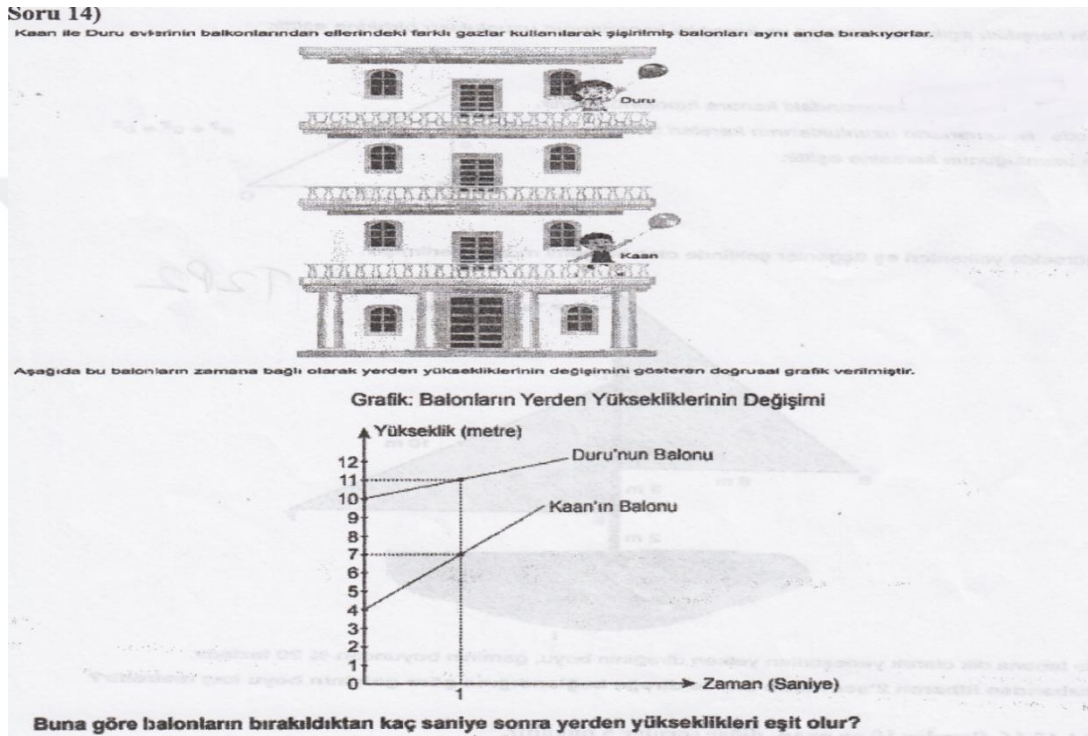 Soru 14)
Kaan ile Duru evlerinin balkonlarından ellerindeki farklı gazlar kullanılarak şişirilmiş balonları aynı anda bırakıyorlar.
Duru
Kaan
Aşağıda bu balonların zamana bağlı olarak yerden yüksekliklerinin değişimini gösteren doğrusal grafik verilmiştir.
Grafik: Balonların Yerden Yüksekliklerinin Değişimi
Yükseklik (metre)
Duru'nun Balonu
Kaan'ın Balonu
12
11
10
9
8
7
6
5
4
3
2
1
0
1
Zaman (Saniye)
Buna göre balonların bırakıldıktan kaç saniye sonra yerden yükseklikleri eşit olur?